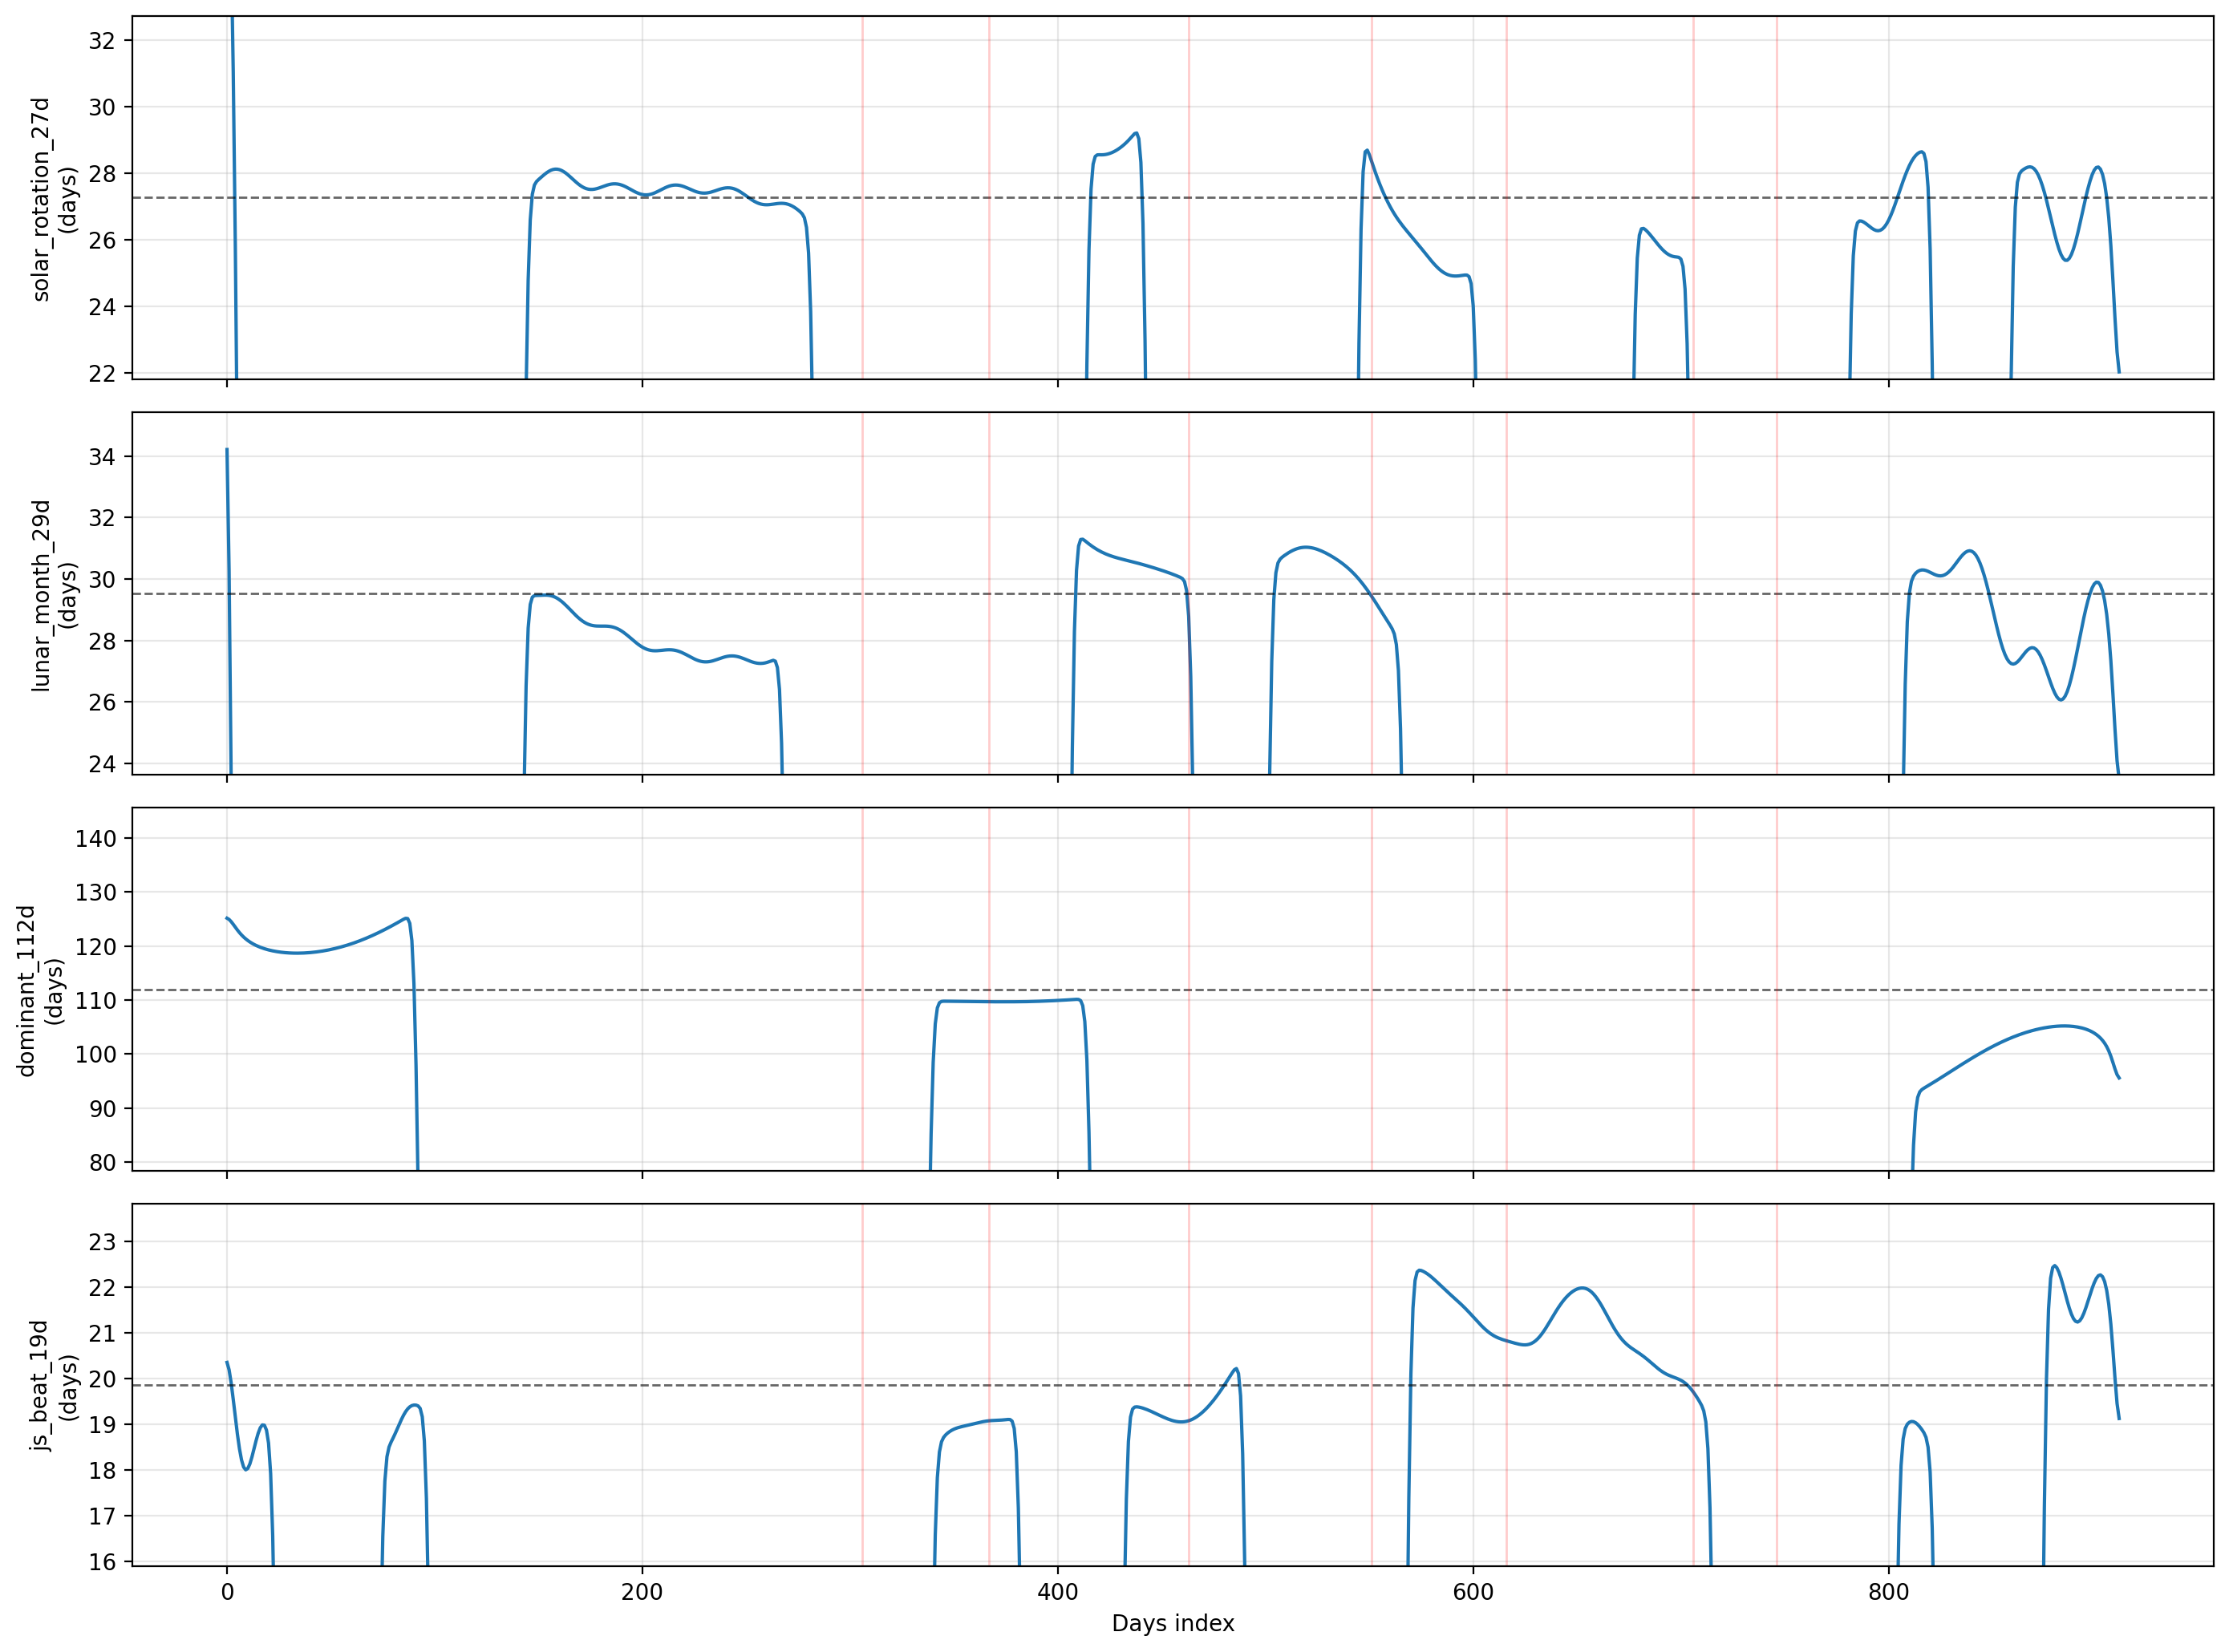 32
30
28
26
24
22
solar_rotation_27d
(days)
34
32
30
28
26
24
lunar_month_29d
(days)
140
130
120
110
100
90
80
dominant_112d
(days)
23
22
21
20
19
18
17
16
js_beat_19d
(days)
0 200 400 600 800
Days index